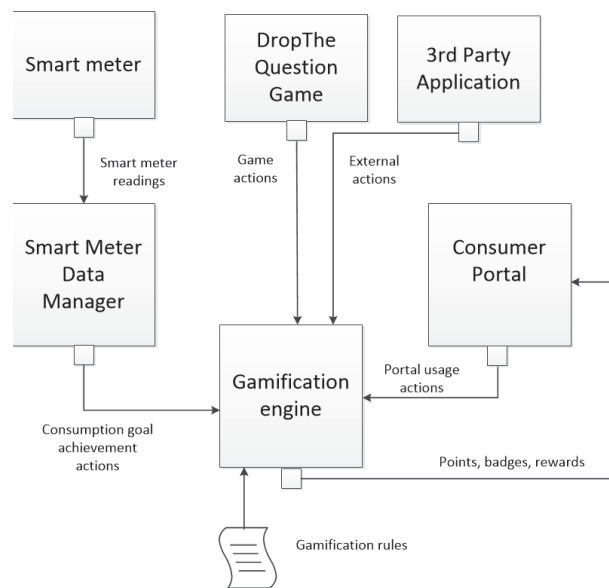 Smart meter
DropThe
Question
Game
3rd Party
Application
Smart meter
readings
Game
actions
External
actions
Smart Meter
Data
Manager
Consumer
Portal
Gamification
engine
Portal usage
actions
Consumption goal
achievement
actions
Points, badges, rewards
Gamification rules